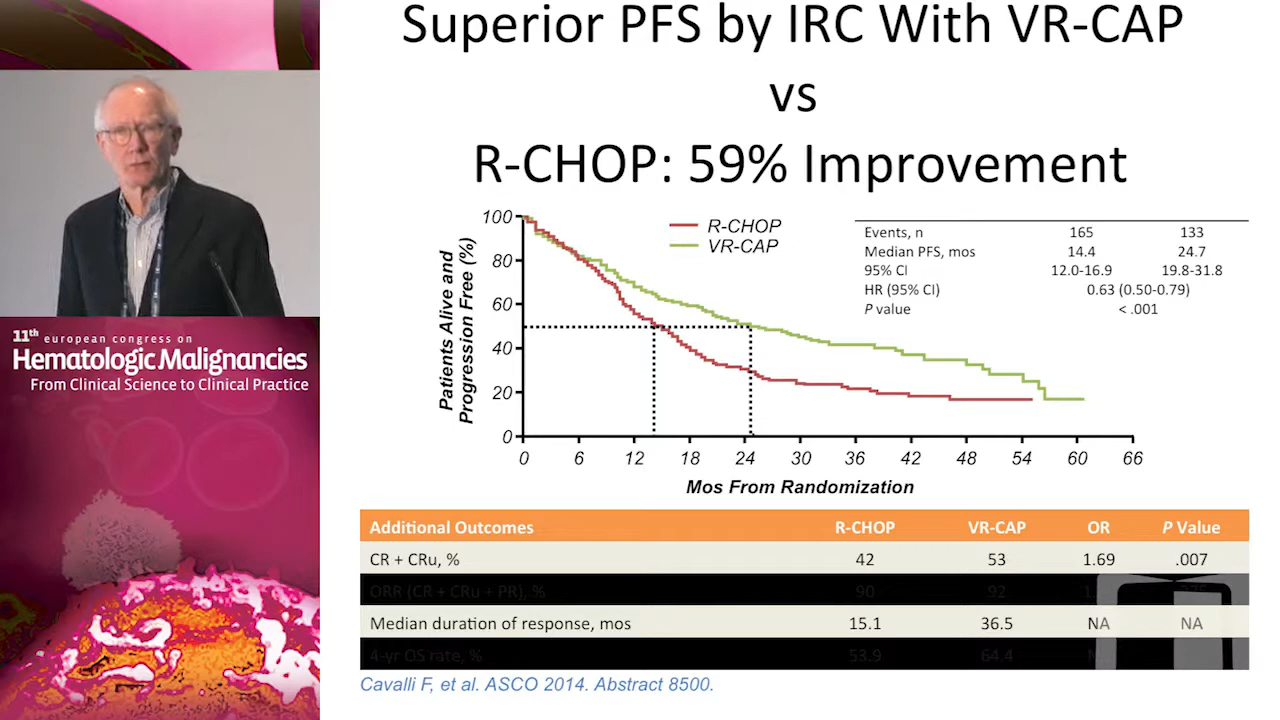 Superior PFS by IRC With VR-CAP
vs
R-CHOP: 59% Improvement
11th european congress on
Hematologic Malignancies
From Clinical Science to Clinical Practice
Patients Alive and
Progression Free (%)
100
80
60
40
20
0
R-CHOP
VR-CAP
0 6 12 18 24 30 36 42 48 54 60 66
Mos From Randomization
Events, n 165 133
Median PFS, mos 14.4 24.7
95% CI 12.0-16.9 19.8-31.8
HR (95% CI) 0.63 (0.50-0.79)
P value < .001
Additional Outcomes R-CHOP VR-CAP OR P Value
CR + CRu, % 42 53 1.69 .007
ORR (CR + CRu + PR), % 90 92
Median duration of response, mos 15.1 36.5 NA NA
4-yr OS rate, % 53.9 64.4
Cavalli F, et al. ASCO 2014. Abstract 8500.